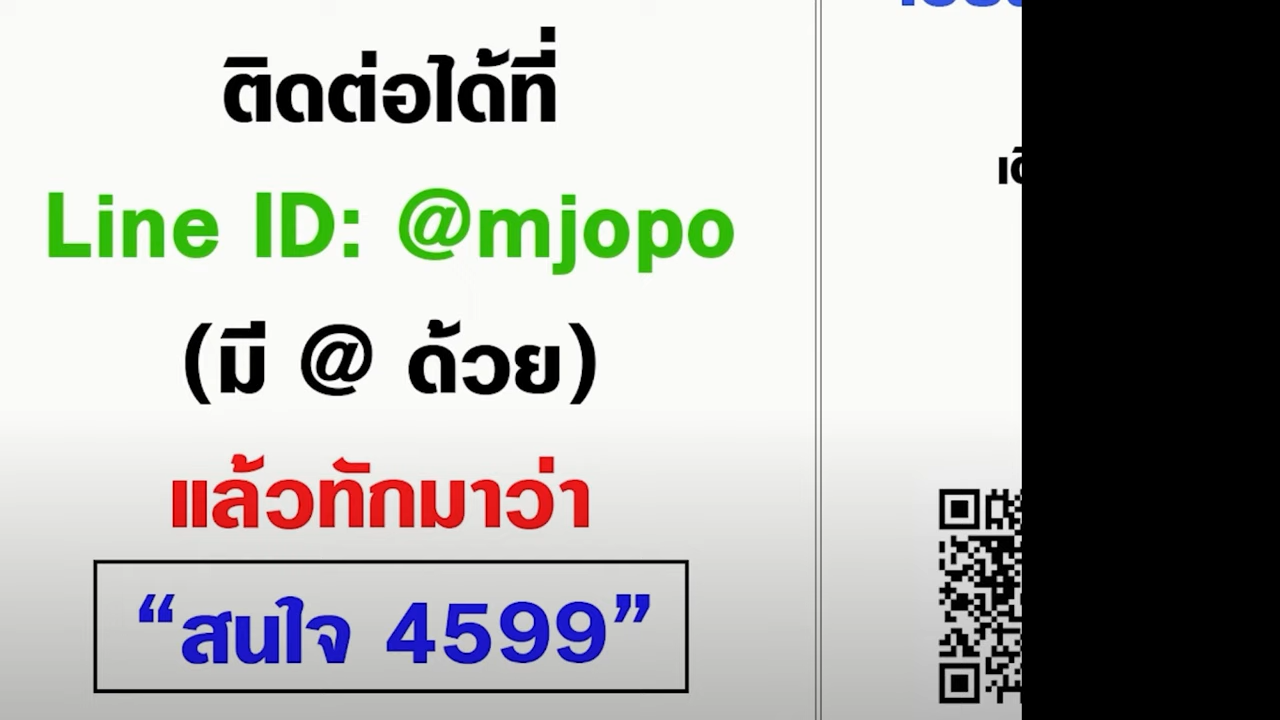 ติดต่อได้ที่
Line ID: @mjopo
(มี @ ด้วย)
แล้วทักมาว่า
“สนใจ 4599”